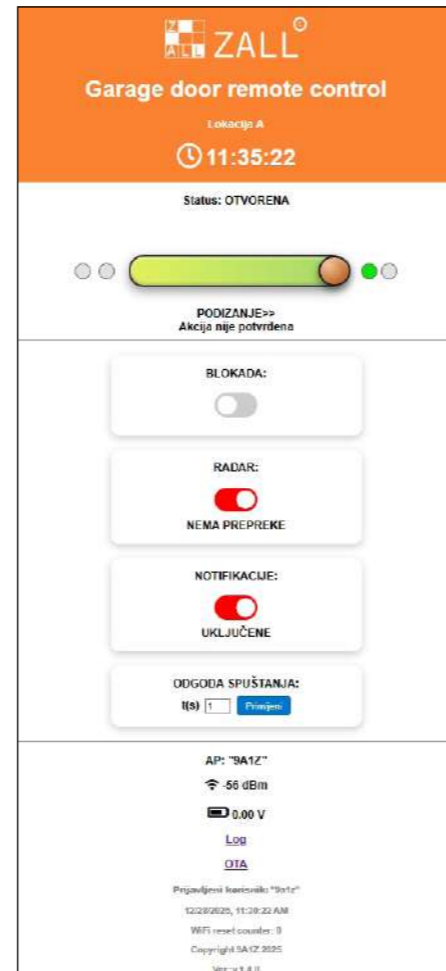 Z
A L L ZALL
Garage door remote control
Lokacija A
11:35:22
Status: OTVORENA
PODIZANJE>>
Akcija nije potvrđena
BLOKADA:
RADAR:
NEMA PREPREKE
NOTIFIKACIJE:
UKLJUČENE
ODGODA SPUŠTANJA:
t(s) 1 Primijeni
AP: "9A1Z"
-56 dBm
0.00 V
Log
OTA
Prijavljeni korisnik: "9a1z"
12/28/2025, 11:30:22 AM
WiFi reset counter: 0
Copyright 9A1Z 2025